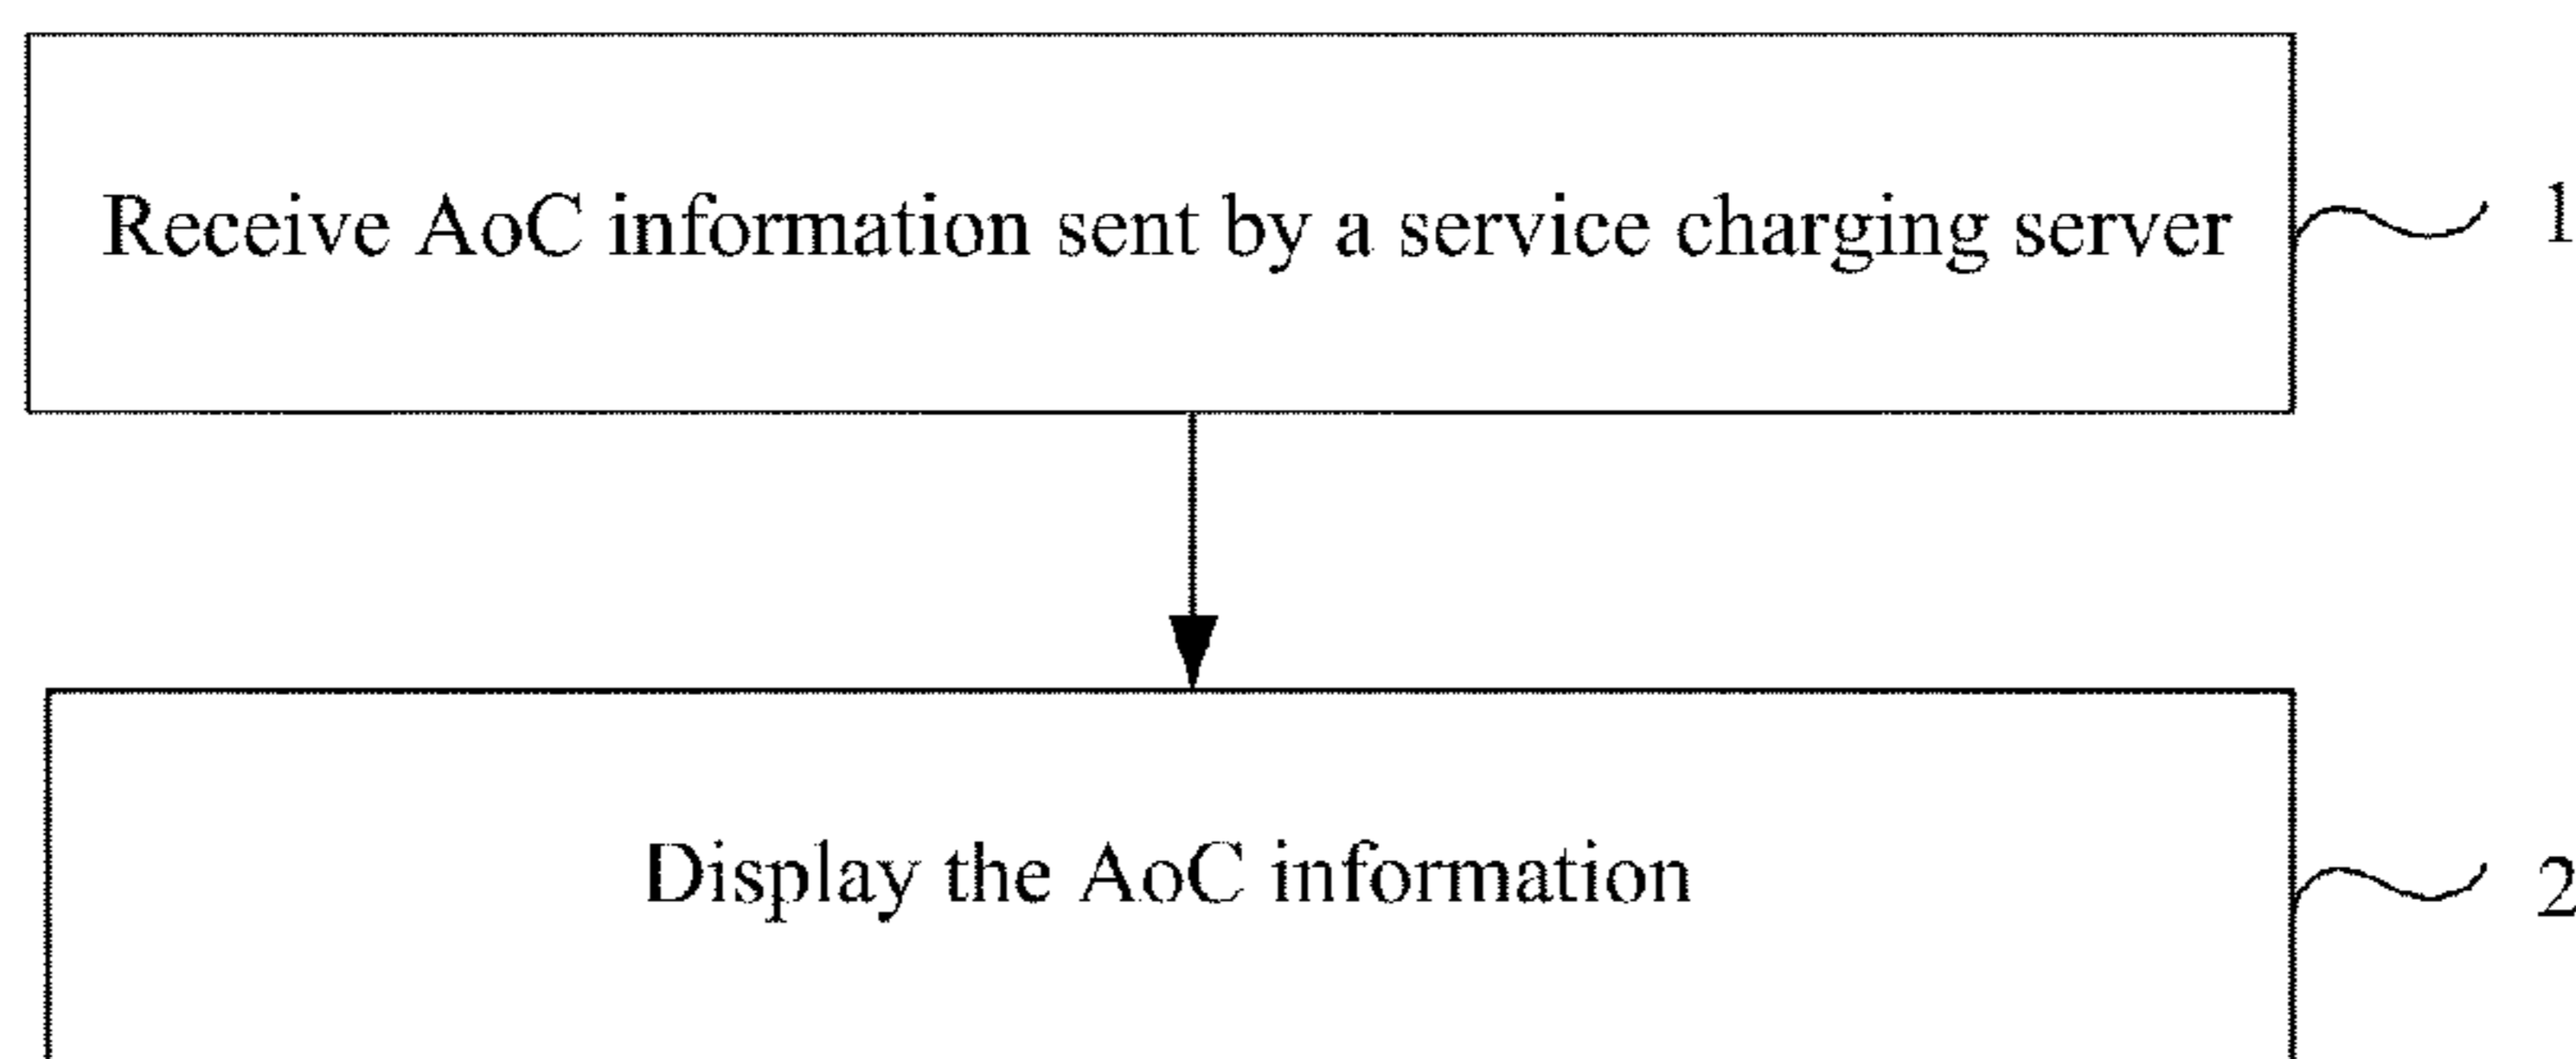 Receive AoC information sent by a service charging server
1
Display the AoC information
2